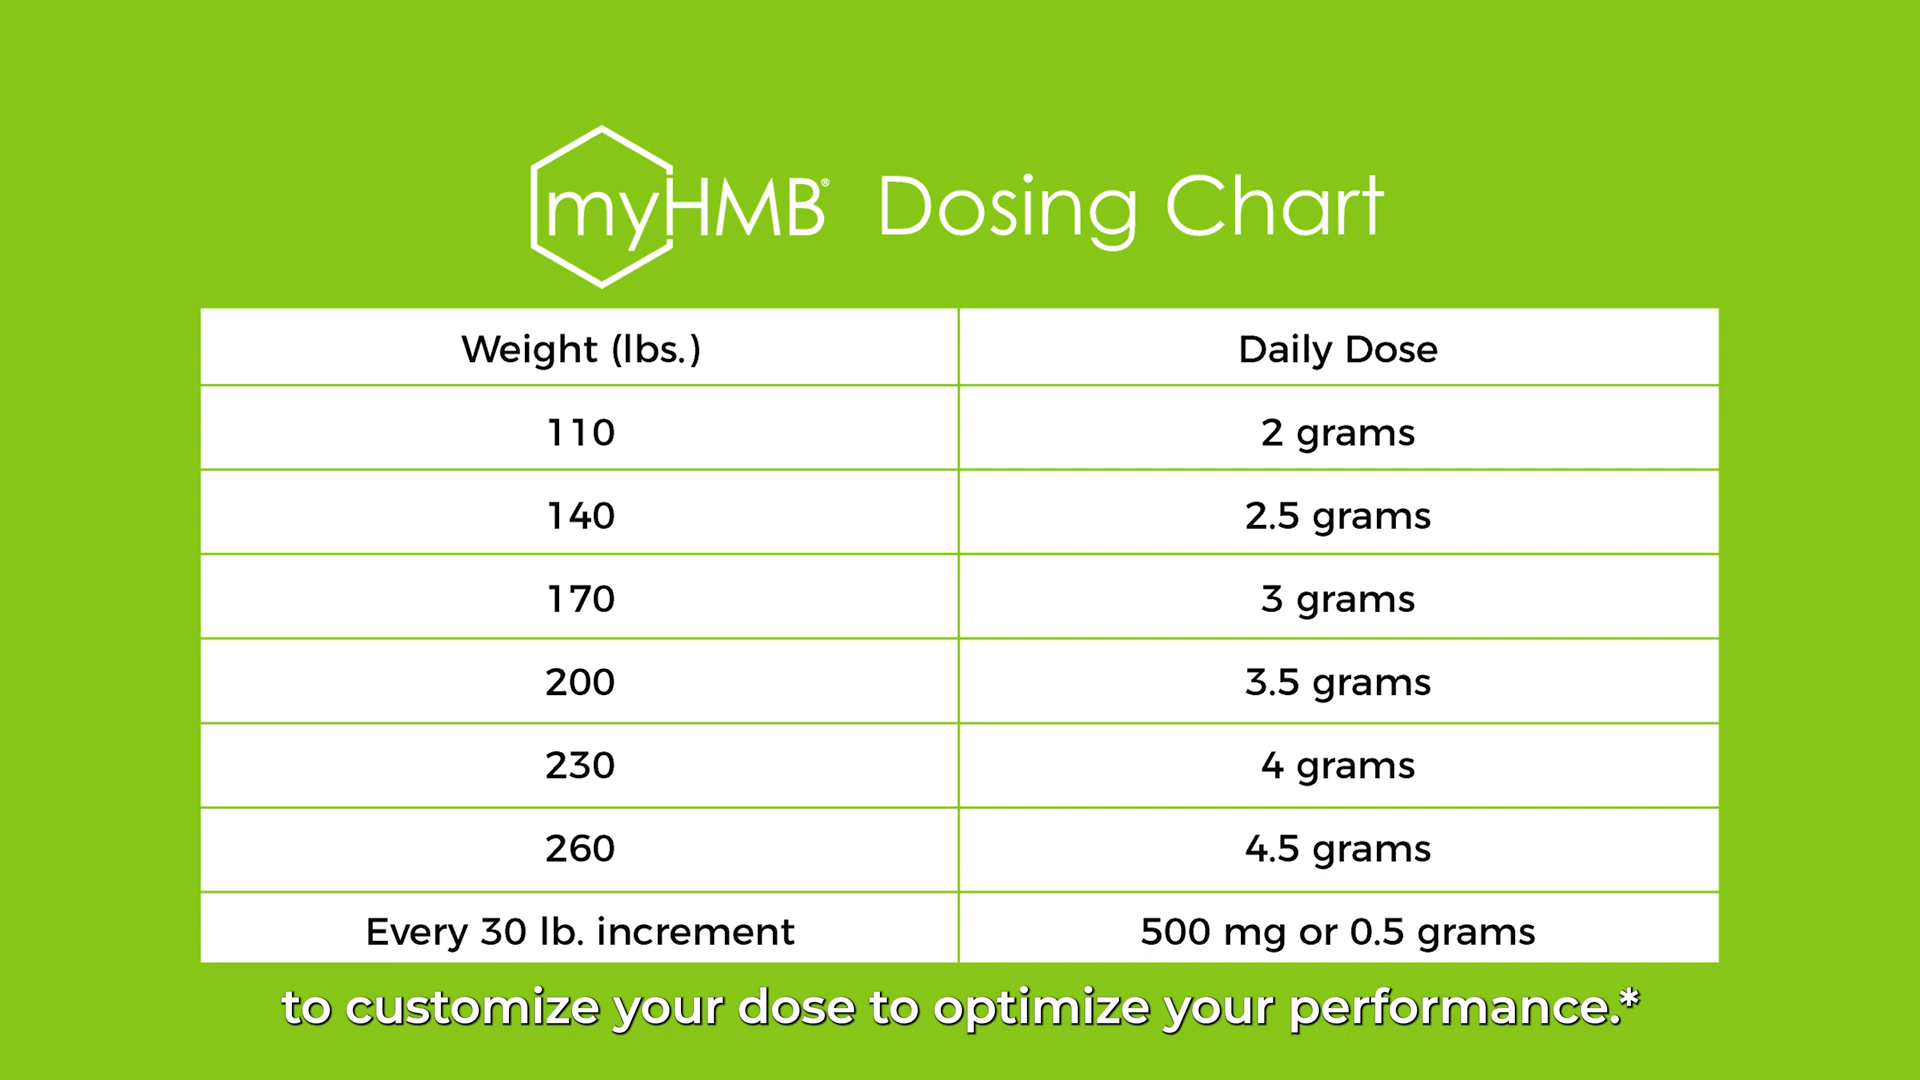 myHMB® Dosing Chart
Weight (lbs.) Daily Dose
110 2 grams
140 2.5 grams
170 3 grams
200 3.5 grams
230 4 grams
260 4.5 grams
Every 30 lb. increment 500 mg or 0.5 grams
to customize your dose to optimize your performance.*